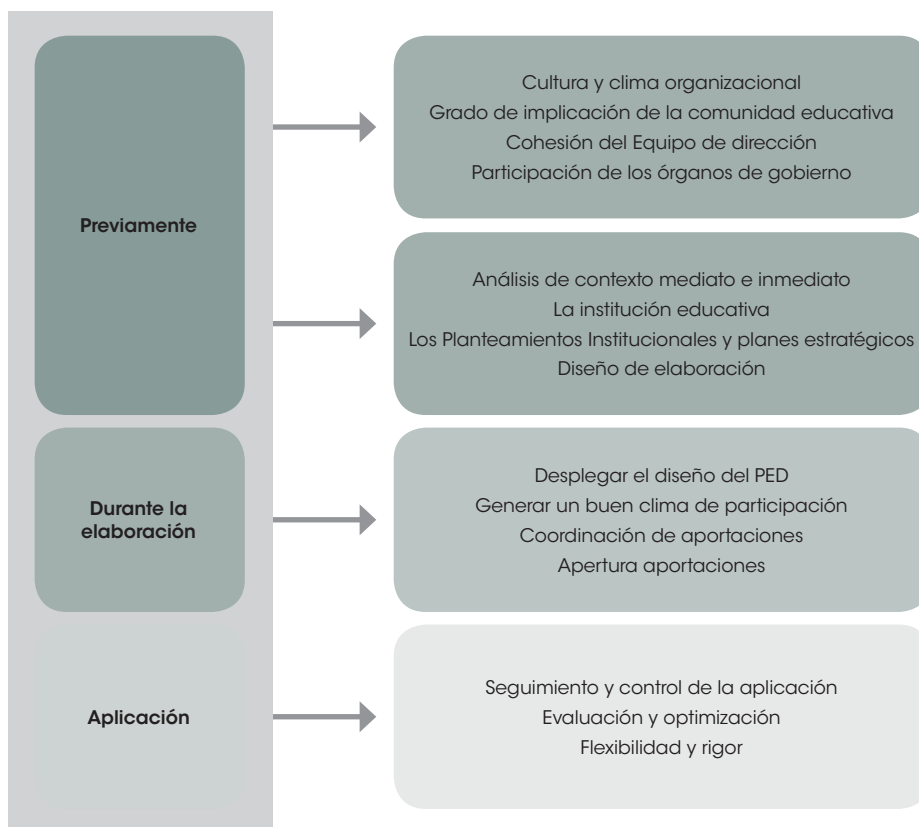 Previamente
Cultura y clima organizacional
Grado de implicación de la comunidad educativa
Cohesión del Equipo de dirección
Participación de los órganos de gobierno
Análisis de contexto mediato e inmediato
La institución educativa
Los Planteamientos Institucionales y planes estratégicos
Diseño de elaboración
Durante la
elaboración
Desplegar el diseño del PED
Generar un buen clima de participación
Coordinación de aportaciones
Apertura aportaciones
Aplicación
Seguimiento y control de la aplicación
Evaluación y optimización
Flexibilidad y rigor